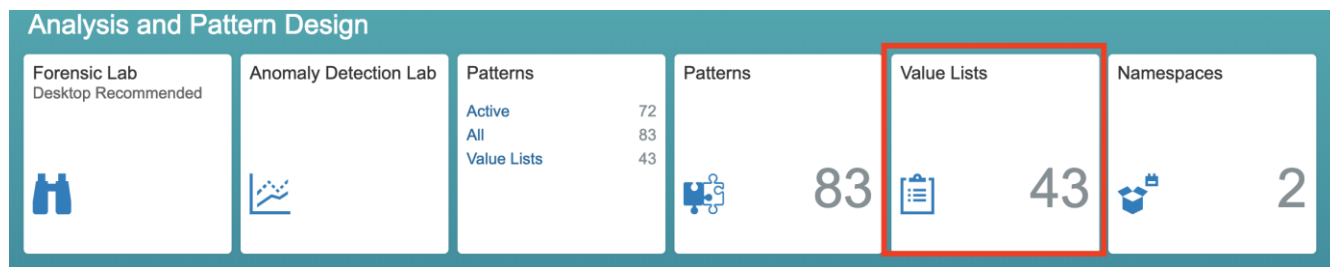 Analysis and Pattern Design
Forensic Lab
Desktop Recommended
Anomaly Detection Lab
Patterns
Active 72
All 83
Value Lists 43
Patterns
83
Value Lists
43
Namespaces
2